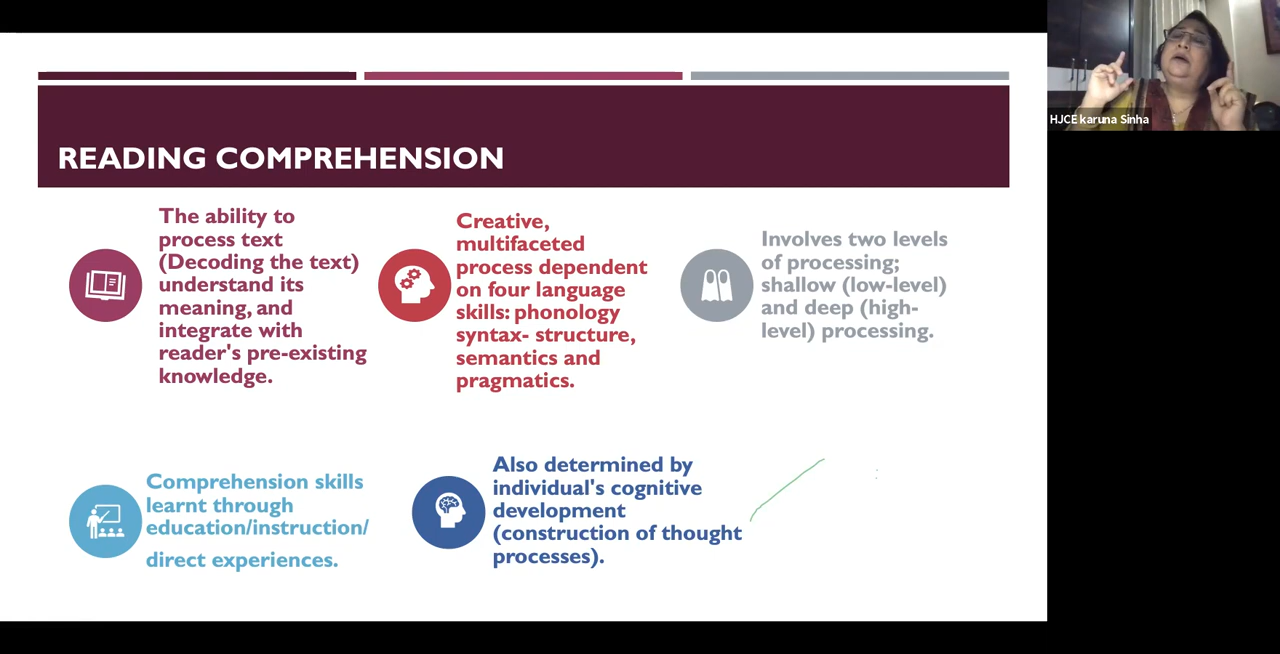 HJCE karuna Sinha
READING COMPREHENSION
The ability to
process text
(Decoding the text)
understand its
meaning, and
integrate with
reader's pre-existing
knowledge.
Creative,
multifaceted
process dependent
on four language
skills: phonology
syntax- structure,
semantics and
pragmatics.
Involves two levels
of processing;
shallow (low-level)
and deep (high-
level) processing.
Comprehension skills
learnt through
education/instruction/
direct experiences.
Also determined by
individual's cognitive
development
(construction of thought
processes).